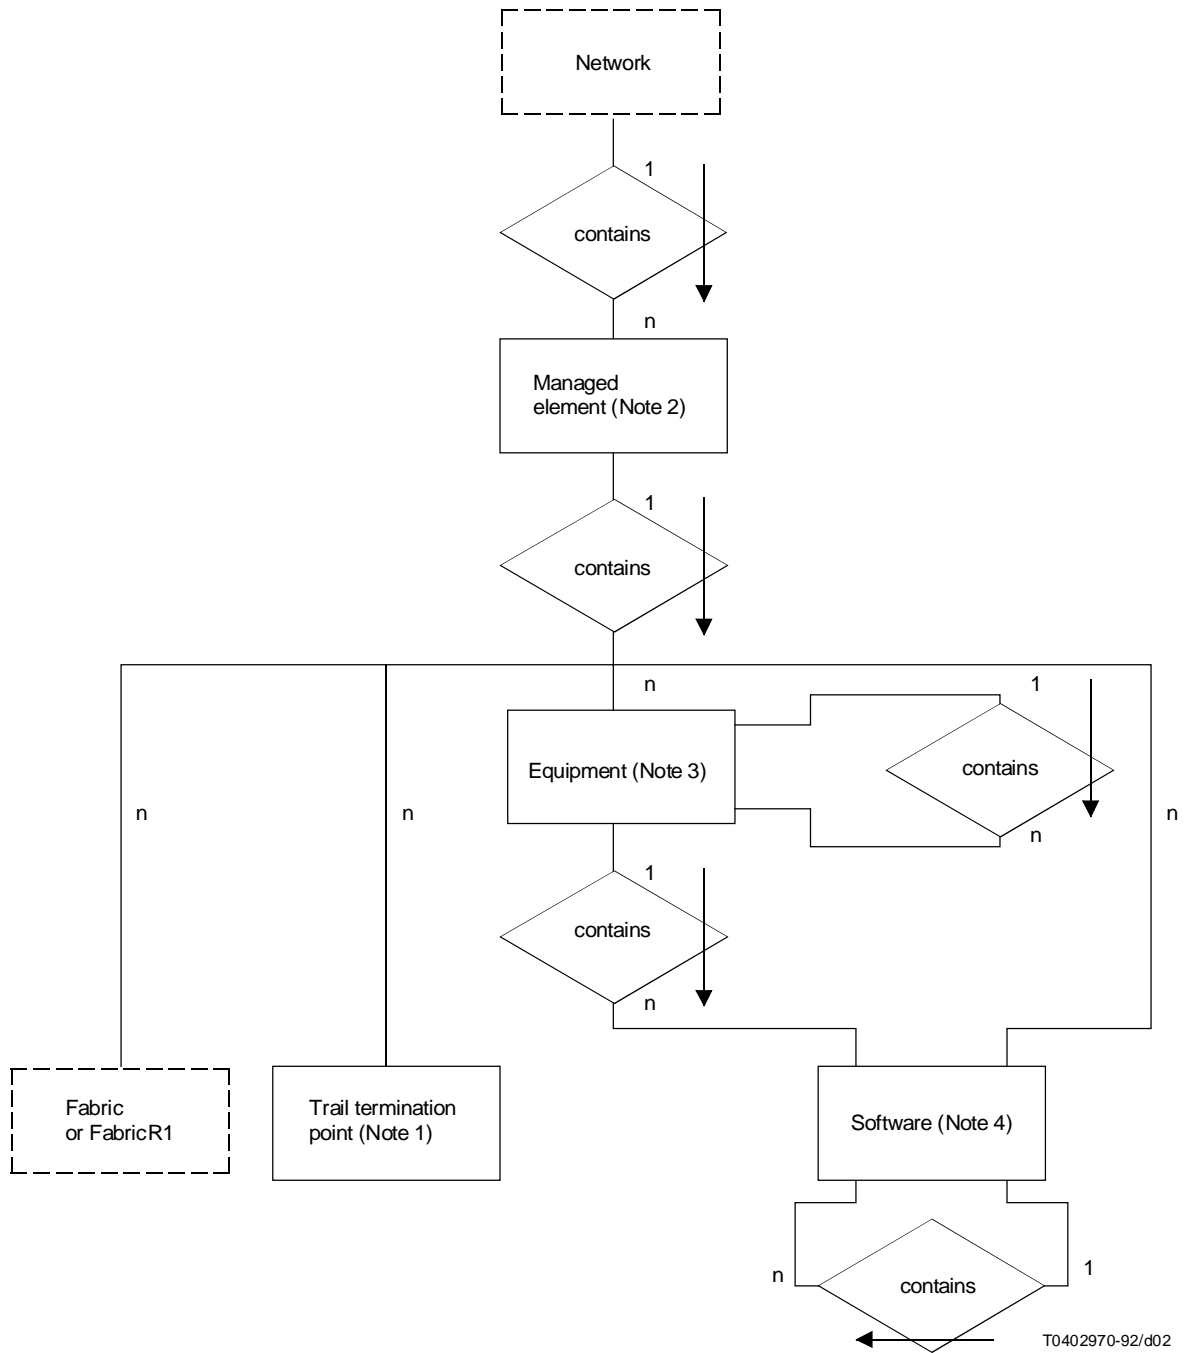 Network
1
contains
n
Managed
element (Note 2)
1
contains
n
1
Equipment (Note 3)
contains
n
n
n
n
1
contains
n
Fabric
or FabricR1
Trail termination
point (Note 1)
Software (Note 4)
n
contains
1
T0402970-92/d02